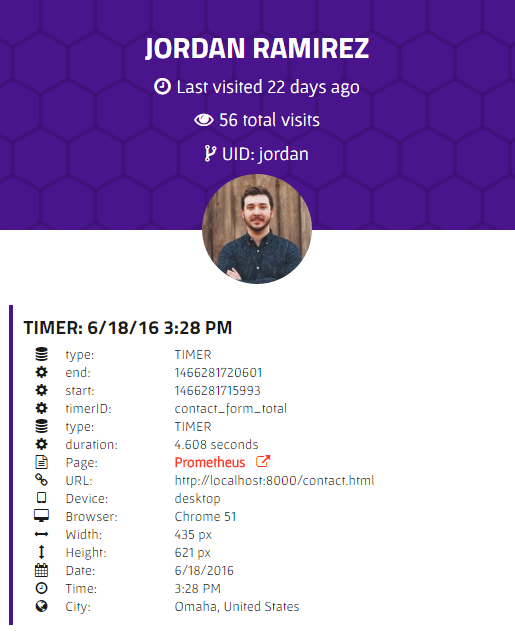 JORDAN RAMIREZ
Last visited 22 days ago
56 total visits
UID: jordan
TIMER: 6/18/16 3:28 PM
type: TIMER
end: 1466281720601
start: 1466281715993
timerID: contact_form_total
type: TIMER
duration: 4.608 seconds
Page: Prometheus
URL: http://localhost:8000/contact.html
Device: desktop
Browser: Chrome 51
Width: 435 px
Height: 621 px
Date: 6/18/2016
Time: 3:28 PM
City: Omaha, United States